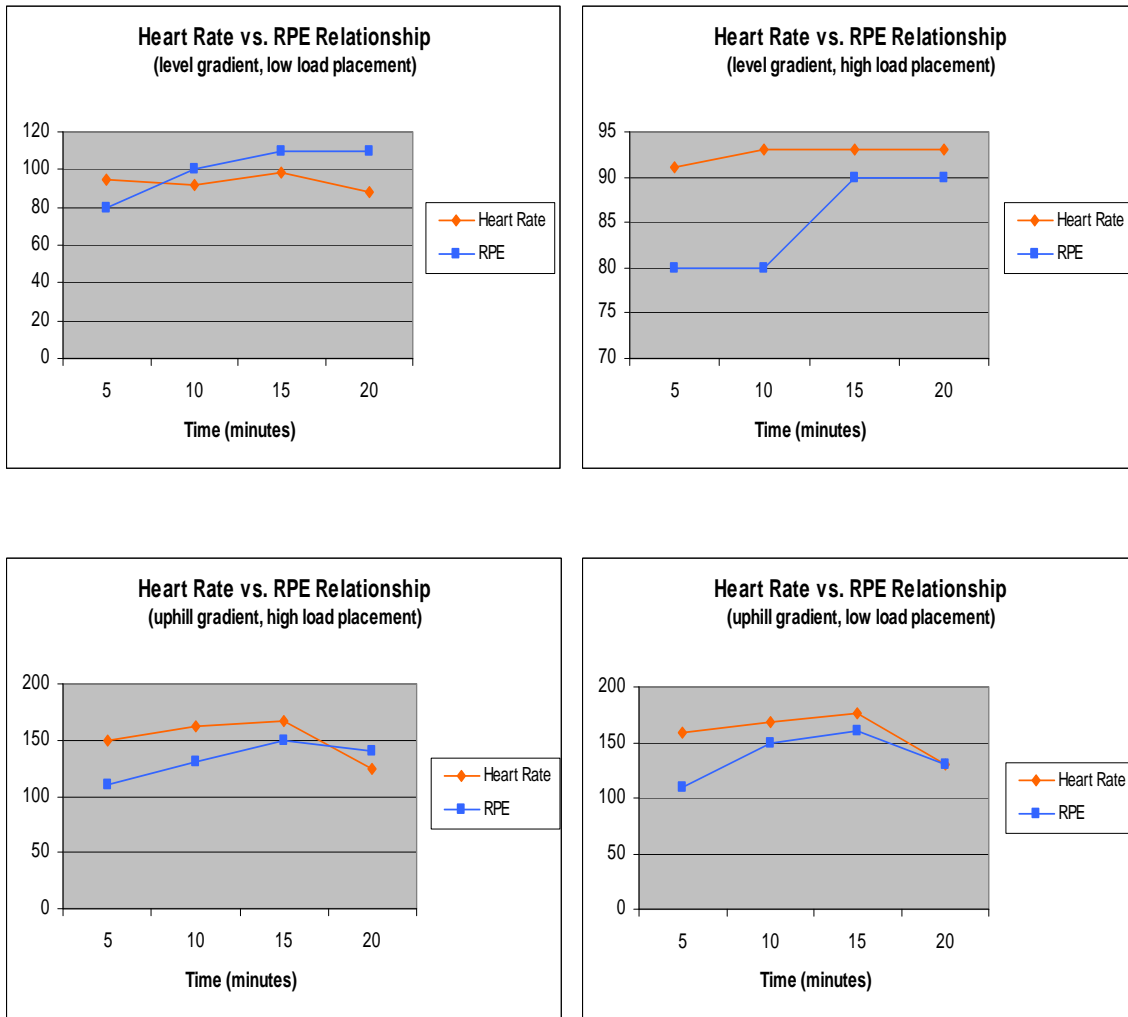 Heart Rate vs. RPE Relationship
(level gradient, low load placement)
120
100
80
60
40
20
0
5 10 15 20
Time (minutes)
Heart Rate
RPE
Heart Rate vs. RPE Relationship
(level gradient, high load placement)
95
90
85
80
75
70
5 10 15 20
Time (minutes)
Heart Rate
RPE
Heart Rate vs. RPE Relationship
(uphill gradient, high load placement)
200
150
100
50
0
5 10 15 20
Time (minutes)
Heart Rate
RPE
Heart Rate vs. RPE Relationship
(uphill gradient, low load placement)
200
150
100
50
0
5 10 15 20
Time (minutes)
Heart Rate
RPE